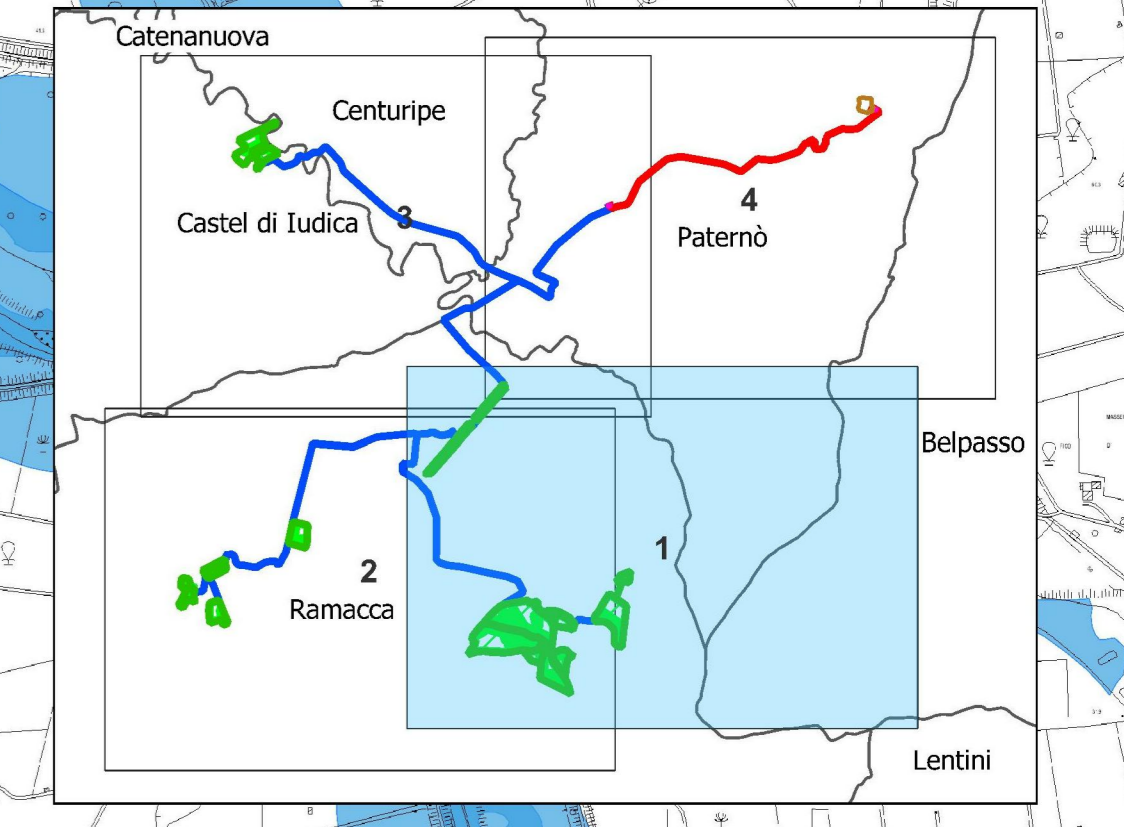 Catenanuova
Centuripe
4
Castel di Iudica
3
Paternò
Belpasso
1
2
Ramacca
Lentini